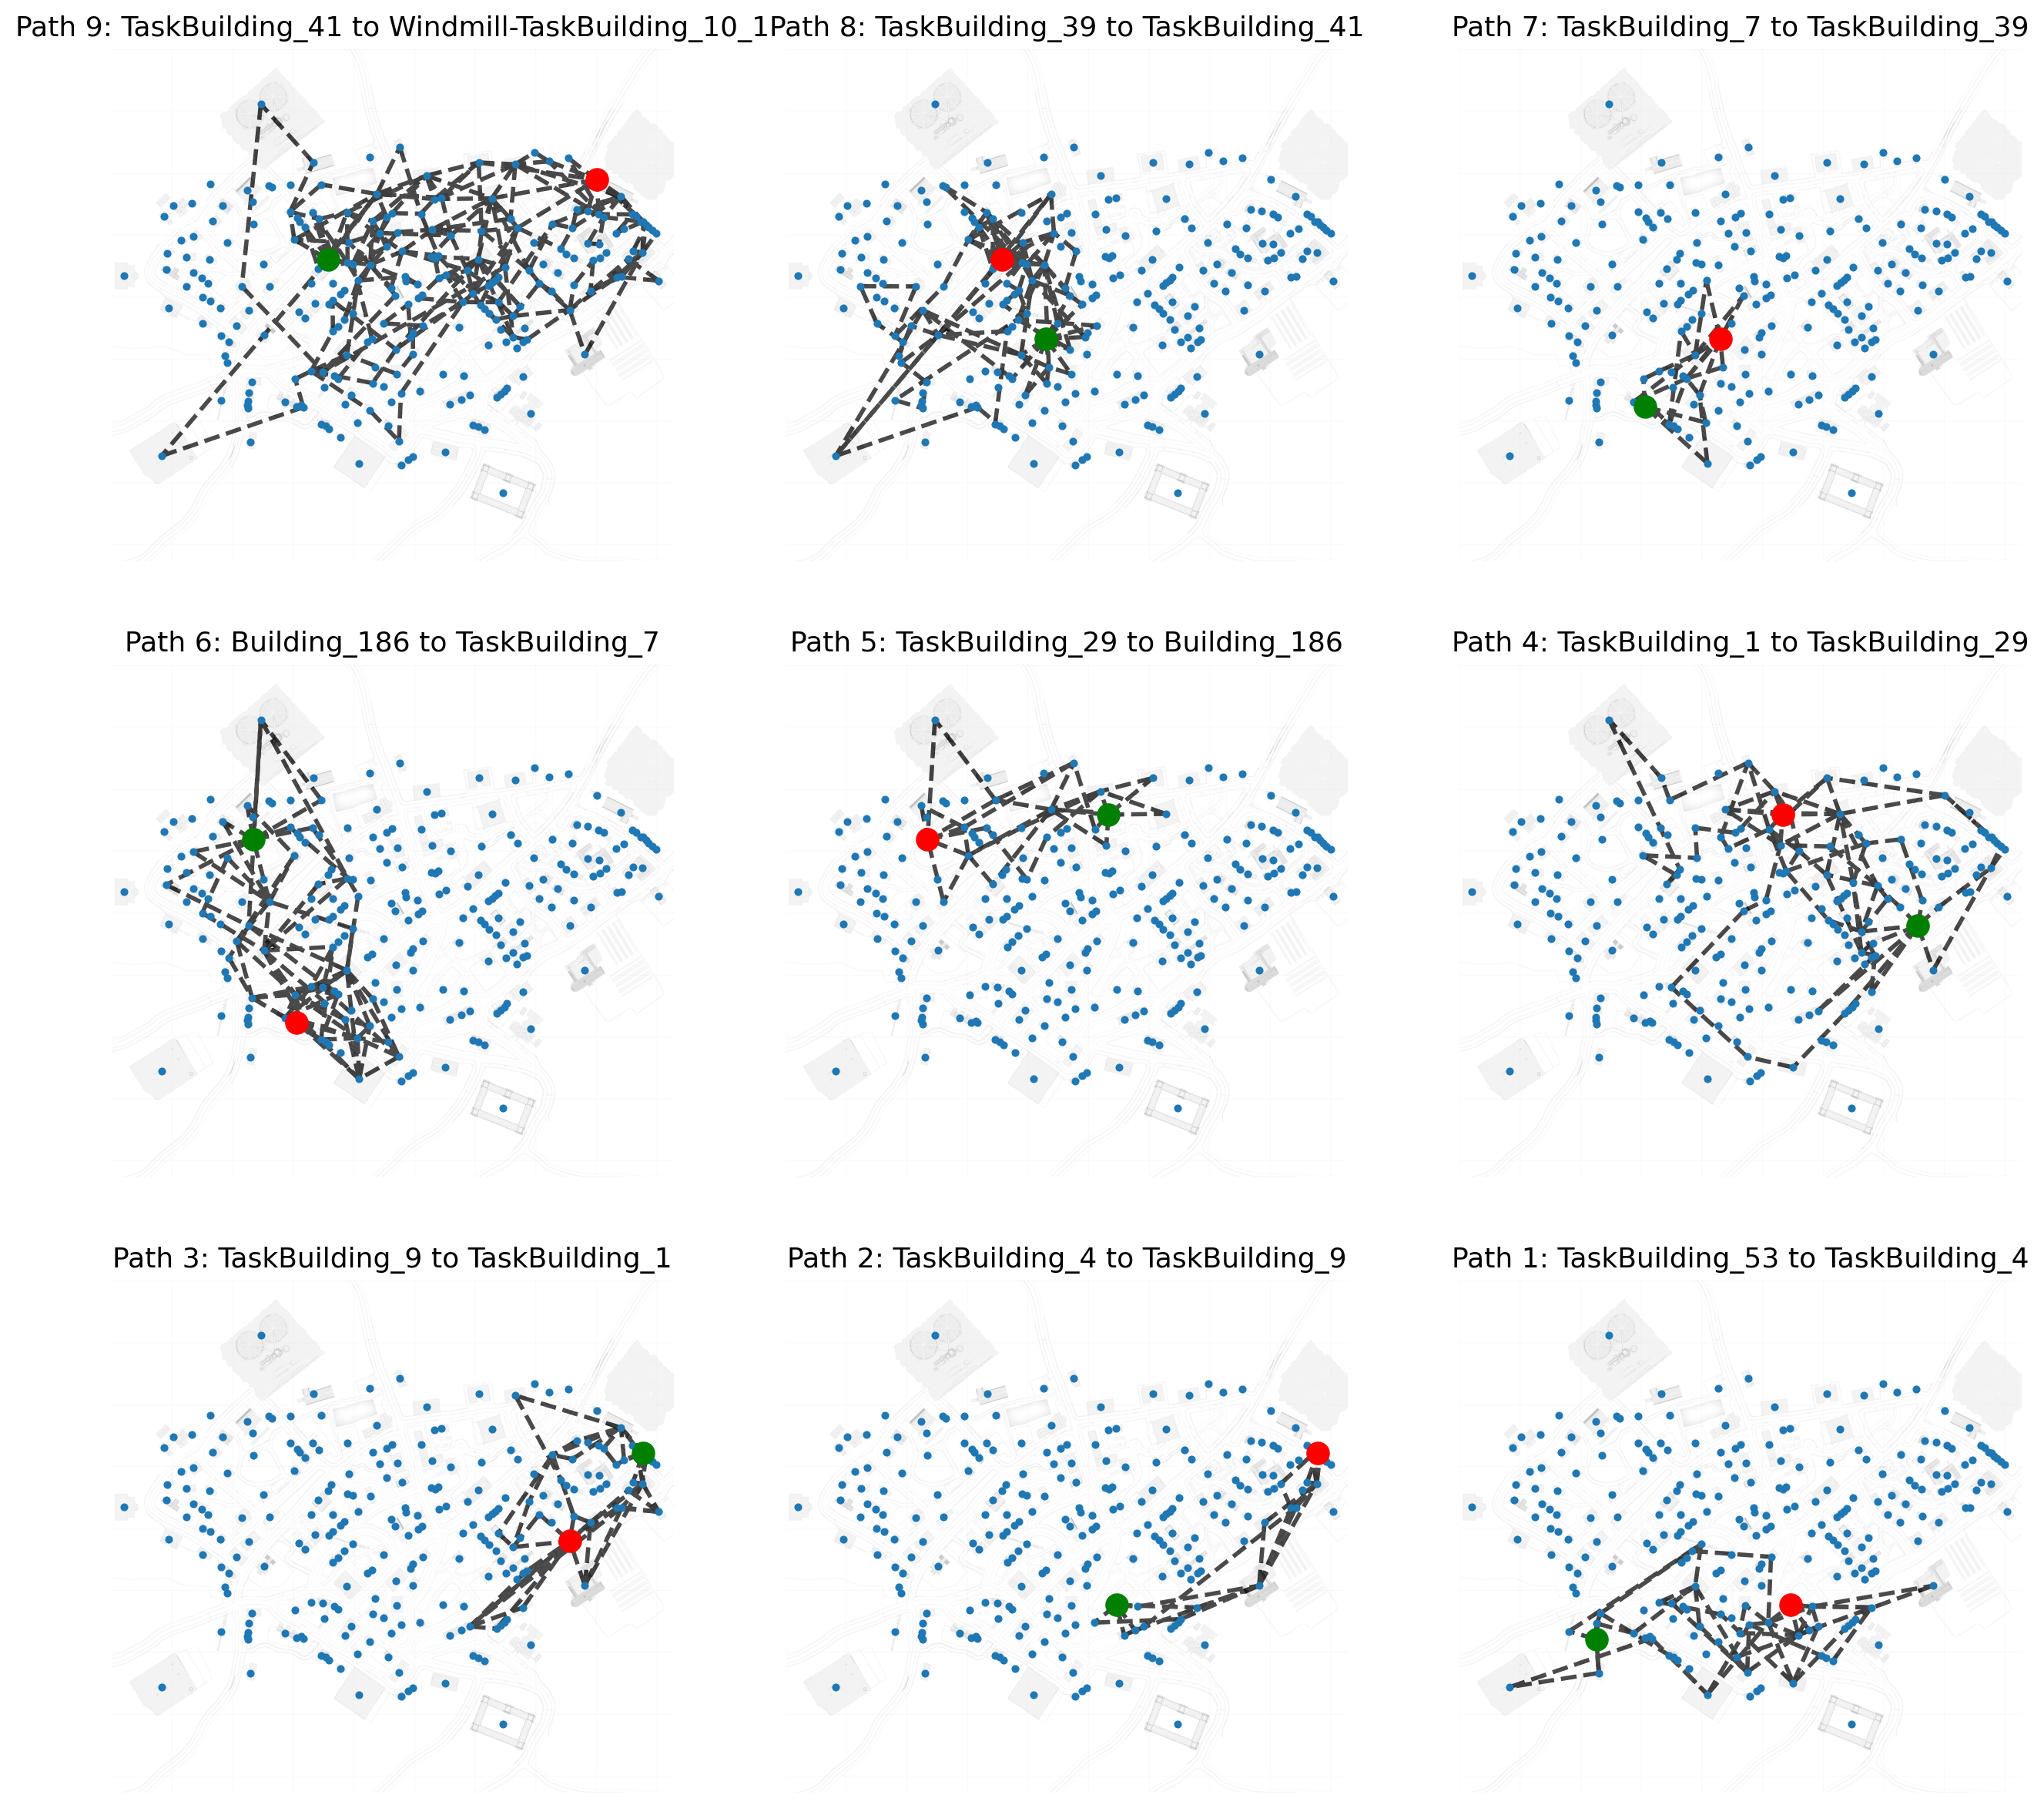 Path 9: TaskBuilding_41 to Windmill-TaskBuilding_10_1
Path 8: TaskBuilding_39 to TaskBuilding_41
Path 7: TaskBuilding_7 to TaskBuilding_39
Path 6: Building_186 to TaskBuilding_7
Path 5: TaskBuilding_29 to Building_186
Path 4: TaskBuilding_1 to TaskBuilding_29
Path 3: TaskBuilding_9 to TaskBuilding_1
Path 2: TaskBuilding_4 to TaskBuilding_9
Path 1: TaskBuilding_53 to TaskBuilding_4